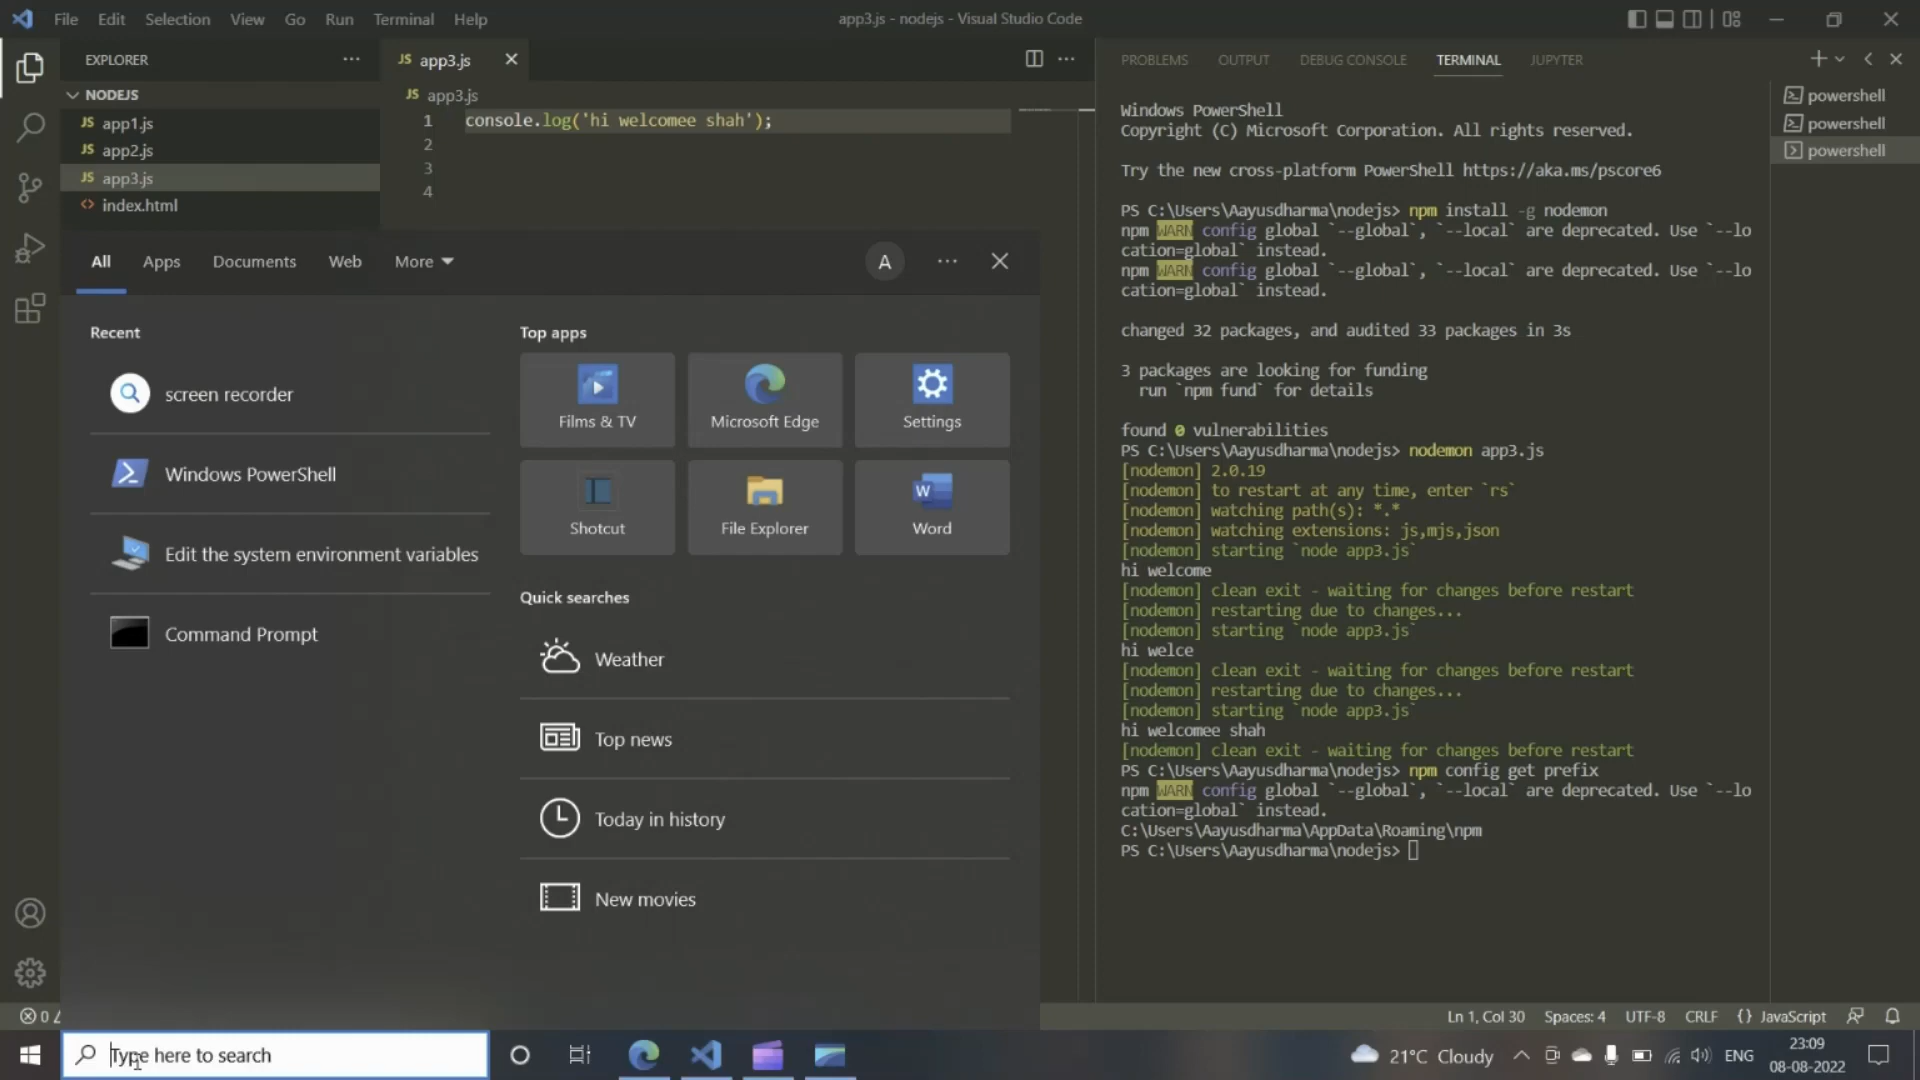 File Edit Selection View Go Run Terminal Help
app3.js - nodejs - Visual Studio Code
EXPLORER
NODEJS
JS app1.js
JS app2.js
JS app3.js
<> index.html
JS app3.js
JS app3.js
1 console.log('hi welcomee shah');
2
3
4
All Apps Documents Web More
A
Recent
screen recorder
Windows PowerShell
Edit the system environment variables
Command Prompt
Top apps
Films & TV
Microsoft Edge
Settings
Shotcut
File Explorer
Word
Quick searches
Weather
Top news
Today in history
New movies
PROBLEMS OUTPUT DEBUG CONSOLE TERMINAL JUPYTER
powershell
powershell
powershell
Windows PowerShell
Copyright (C) Microsoft Corporation. All rights reserved.
Try the new cross-platform PowerShell https://aka.ms/pscore6
PS C:\Users\Aayusdharma\nodejs> npm install -g nodemon
npm WARN config global `--global`, `--local` are deprecated. Use `--lo
cation=global` instead.
npm WARN config global `--global`, `--local` are deprecated. Use `--lo
cation=global` instead.
changed 32 packages, and audited 33 packages in 3s
3 packages are looking for funding
run `npm fund` for details
found 0 vulnerabilities
PS C:\Users\Aayusdharma\nodejs> nodemon app3.js
[nodemon] 2.0.19
[nodemon] to restart at any time, enter `rs`
[nodemon] watching path(s): *.*
[nodemon] watching extensions: js,mjs,json
[nodemon] starting `node app3.js`
hi welcome
[nodemon] clean exit - waiting for changes before restart
[nodemon] restarting due to changes...
[nodemon] starting `node app3.js`
hi welce
[nodemon] clean exit - waiting for changes before restart
[nodemon] restarting due to changes...
[nodemon] starting `node app3.js`
hi welcomee shah
[nodemon] clean exit - waiting for changes before restart
PS C:\Users\Aayusdharma\nodejs> npm config get prefix
npm WARN config global `--global`, `--local` are deprecated. Use `--lo
cation=global` instead.
C:\Users\Aayusdharma\AppData\Roaming\npm
PS C:\Users\Aayusdharma\nodejs>
0
Ln 1, Col 30 Spaces: 4 UTF-8 CRLF {} JavaScript
Type here to search
W
21°C Cloudy
ENG
23:09
08-08-2022